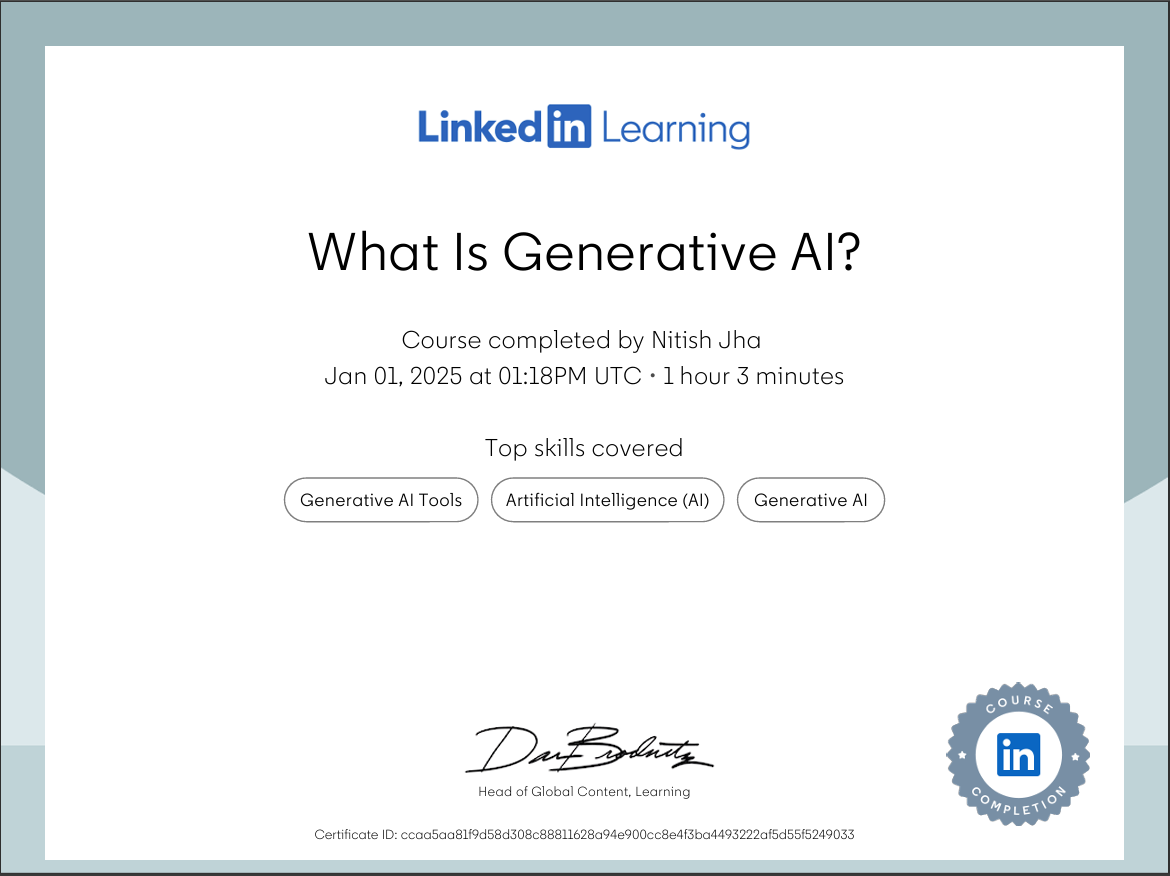 Linked in Learning
What Is Generative AI?
Course completed by Nitish Jha
Jan 01, 2025 at 01:18PM UTC • 1 hour 3 minutes
Top skills covered
Generative AI Tools Artificial Intelligence (AI) Generative AI
Dan Brodnitz
Head of Global Content, Learning
Certificate ID: ccaa5aa81f9d58d308c88811628a94e900cc8e4f3ba4493222af5d55f5249033
COURSE
in
COMPLETION